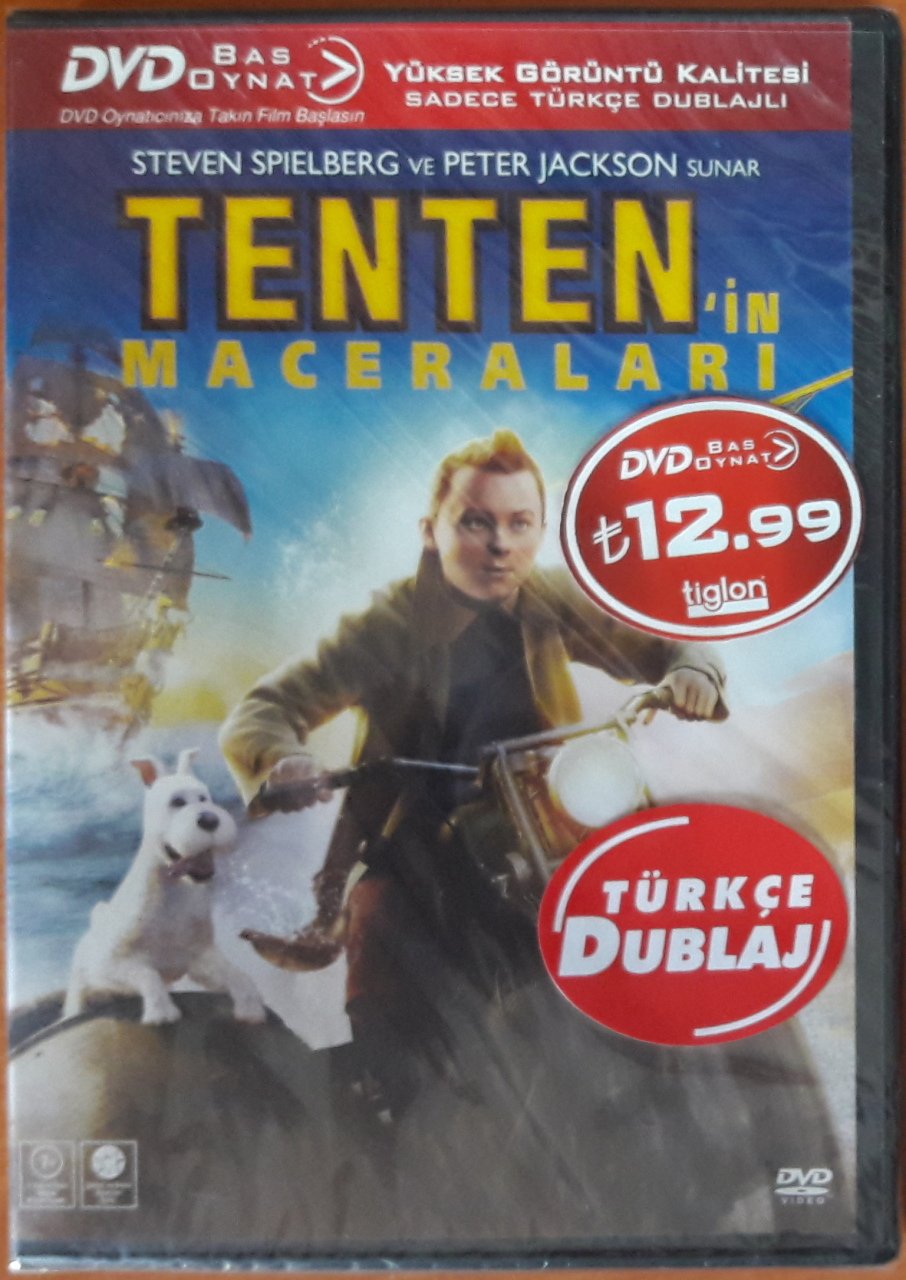 DVD BAS OYNAT
DVD Oynatıcınıza Takın Film Başlasın
YÜKSEK GÖRÜNTÜ KALİTESİ
SADECE TÜRKÇE DUBLAJLI
STEVEN SPIELBERG VE PETER JACKSON SUNAR
TENTEN'İN
MACERALARI
DVD BAS OYNAT
₺12.99
tiglon
TÜRKÇE
DUBLAJ
DVD
VIDEO